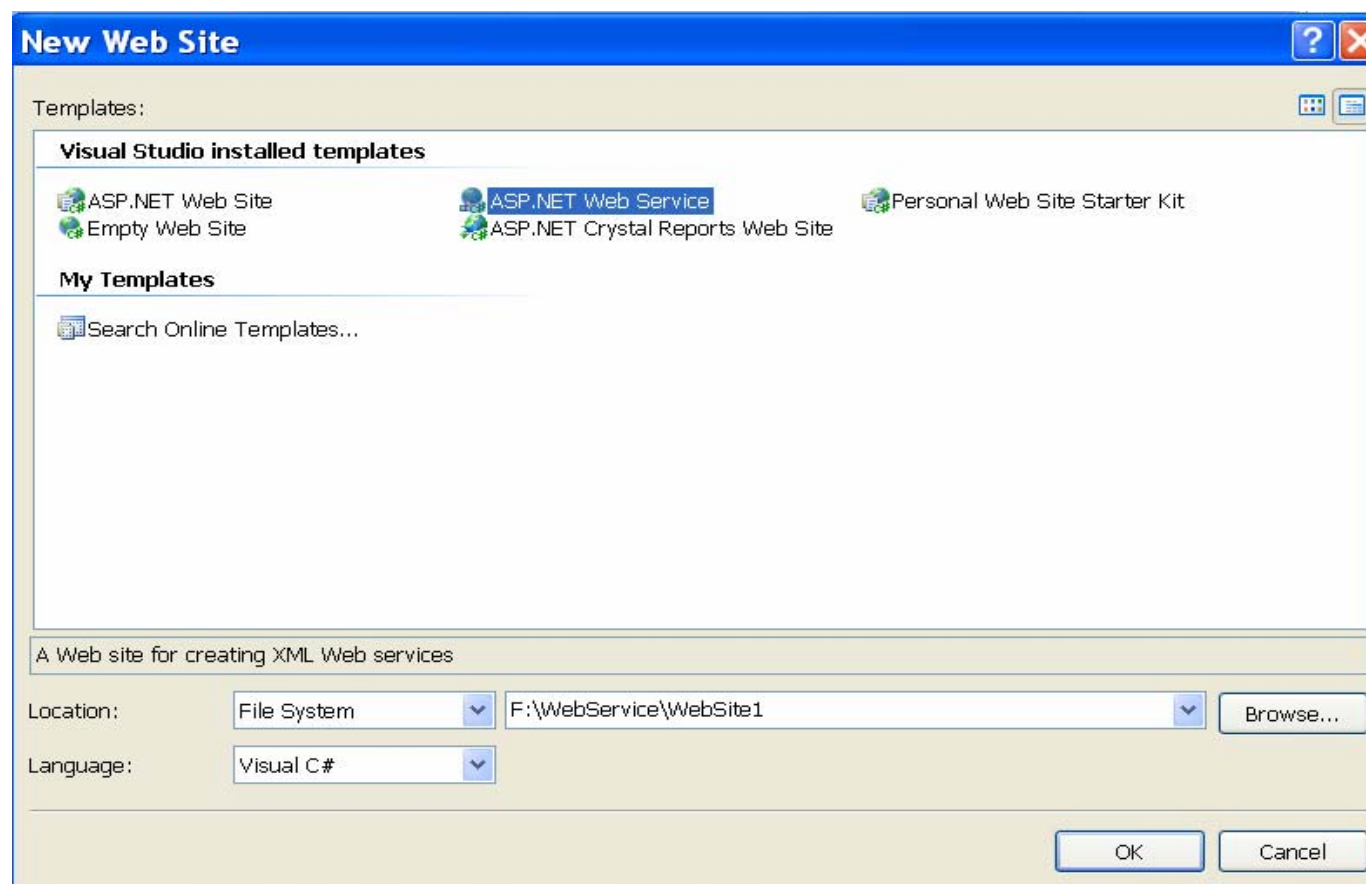 New Web Site
Templates:
Visual Studio installed templates
ASP.NET Web Site ASP.NET Web Service Personal Web Site Starter Kit
Empty Web Site ASP.NET Crystal Reports Web Site
My Templates
Search Online Templates...
A Web site for creating XML Web services
Location: File System F:\WebService\WebSite1 Browse...
Language: Visual C#
OK Cancel